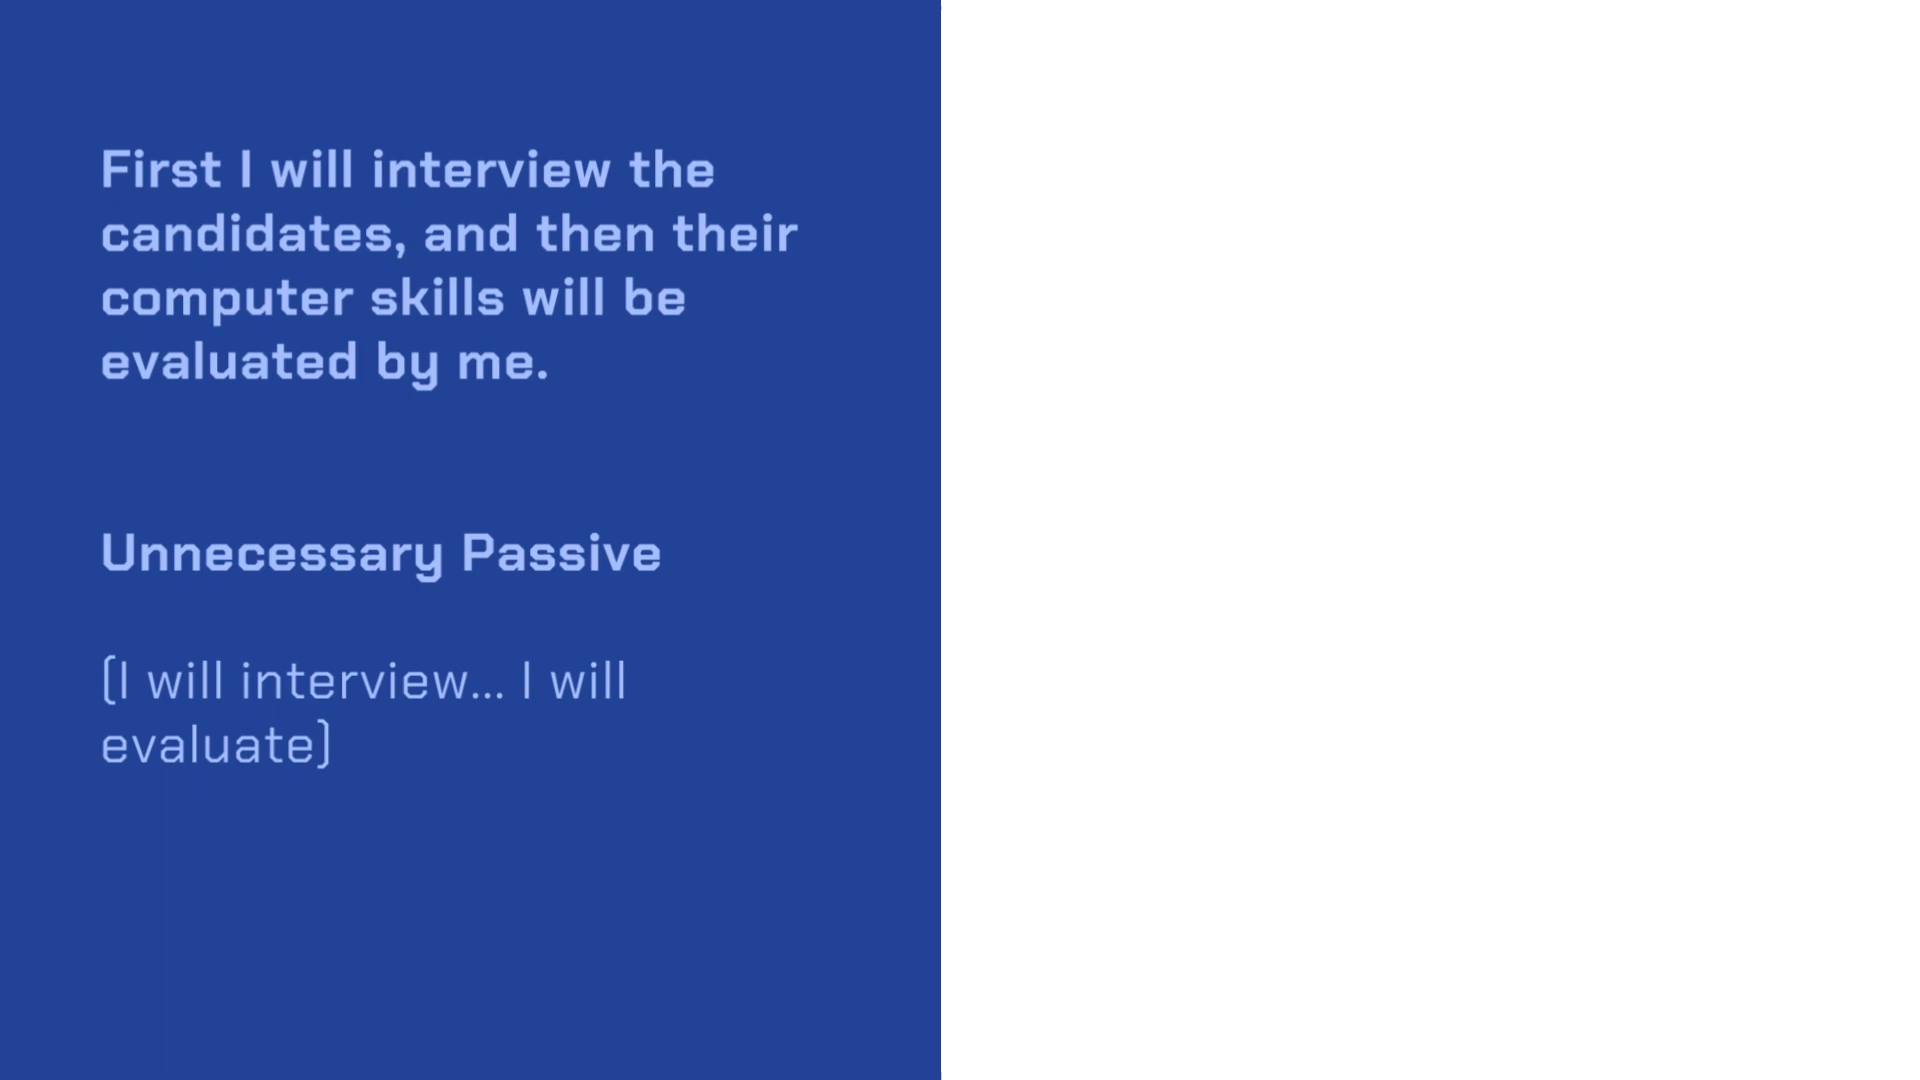 First I will interview the
candidates, and then their
computer skills will be
evaluated by me.
Unnecessary Passive
(I will interview... I will
evaluate)